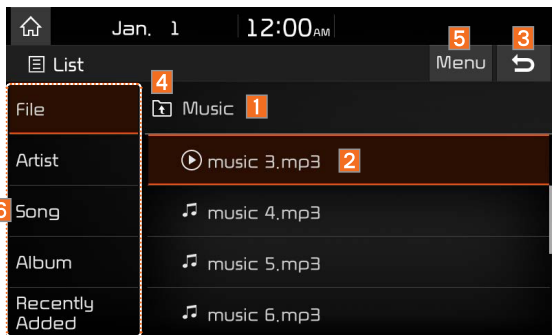 Jan. 1 12:00AM
5 3
List Menu
4
File Music 1
Artist music 3.mp3 2
6 Song music 4.mp3
Album music 5.mp3
Recently
Added music 6.mp3